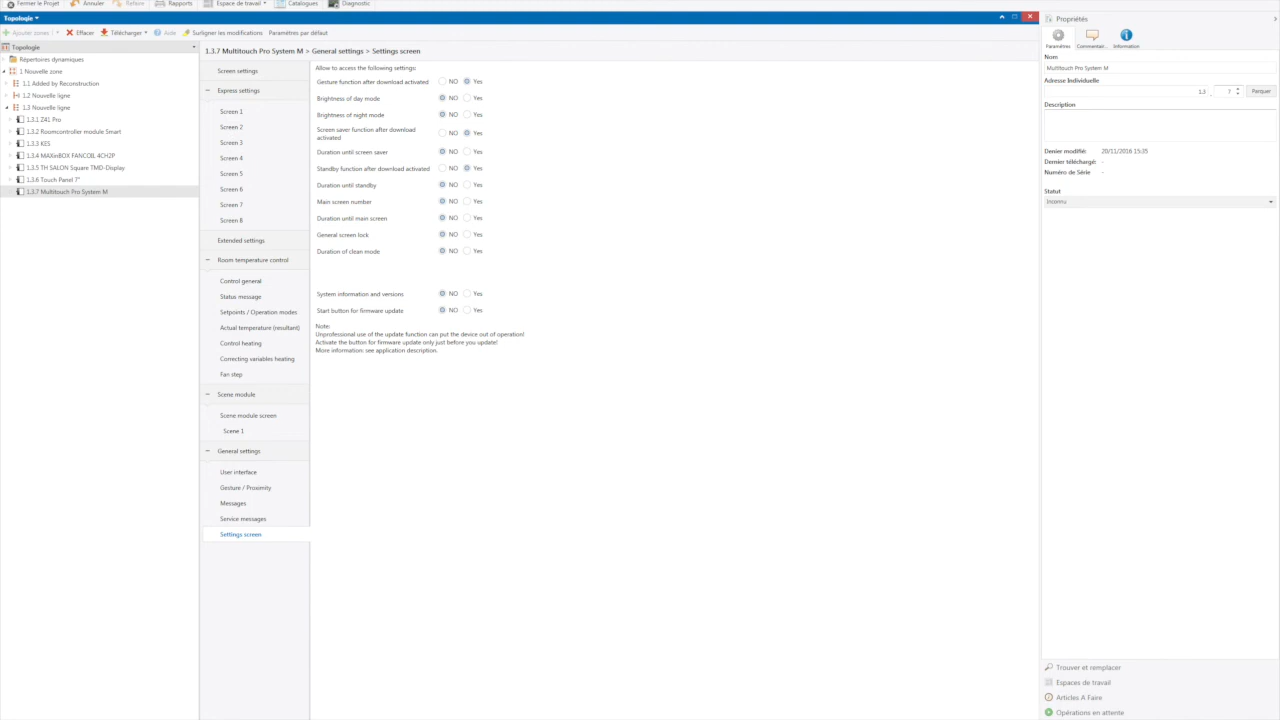 Fermer le Projet Annuler Refaire Rapports Espace de travail Catalogues Diagnostic
Topologie
Ajouter zones Effacer Télécharger Aide Surligner les modifications Paramètres par défaut
Topologie
Répertoires dynamiques
1 Nouvelle zone
1.1 Added by Reconstruction
1.2 Nouvelle ligne
1.3 Nouvelle ligne
1.3.1 Z41 Pro
1.3.2 Roomcontroller module Smart
1.3.3 KES
1.3.4 MAXinBOX FANCOIL 4CH2P
1.3.5 TH SALON Square TMD-Display
1.3.6 Touch Panel 7"
1.3.7 Multitouch Pro System M
1.3.7 Multitouch Pro System M > General settings > Settings screen
Screen settings
Express settings
Screen 1
Screen 2
Screen 3
Screen 4
Screen 5
Screen 6
Screen 7
Screen 8
Extended settings
Room temperature control
Control general
Status message
Setpoints / Operation modes
Actual temperature (resultant)
Control heating
Correcting variables heating
Fan step
Scene module
Scene module screen
Scene 1
General settings
User interface
Gesture / Proximity
Messages
Service messages
Settings screen
Allow to access the following settings:
Gesture function after download activated NO Yes
Brightness of day mode NO Yes
Brightness of night mode NO Yes
Screen saver function after download
activated NO Yes
Duration until screen saver NO Yes
Standby function after download activated NO Yes
Duration until standby NO Yes
Main screen number NO Yes
Duration until main screen NO Yes
General screen lock NO Yes
Duration of clean mode NO Yes
System information and versions NO Yes
Start button for firmware update NO Yes
Note:
Unprofessional use of the update function can put the device out of operation!
Activate the button for firmware update only just before you update!
More information: see application description.
Propriétés
Paramètres Commentair... Information
Nom
Multitouch Pro System M
Adresse Individuelle
1.3 . 7 Parquer
Description
Denier modifié: 20/11/2016 15:35
Dernier téléchargé: -
Numéro de Série -
Statut
Inconnu
Trouver et remplacer
Espaces de travail
Articles A Faire
Opérations en attente